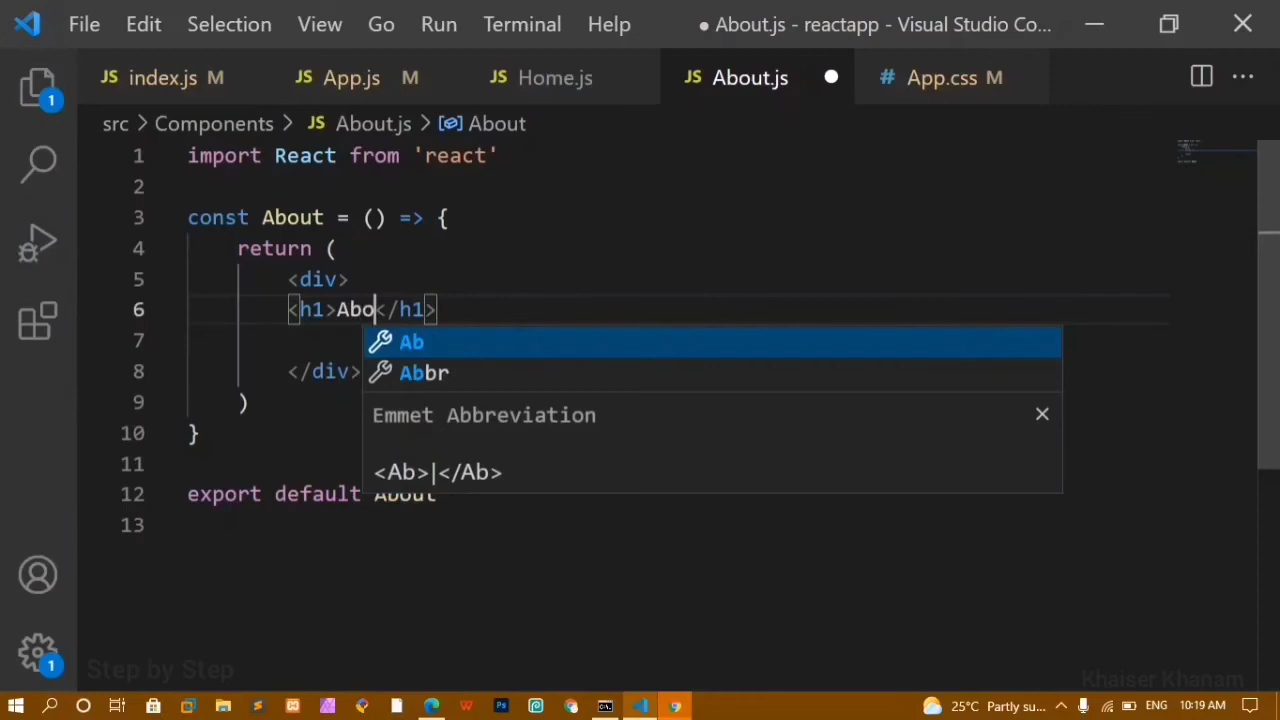 File Edit Selection View Go Run Terminal Help ● About.js - reactapp - Visual Studio Co...
JS index.js M JS App.js M JS Home.js JS About.js # App.css M
src > Components > JS About.js > About
1 import React from 'react'
2
3 const About = () => {
4 return (
5 <div>
6 <h1>Abo</h1>
Ab
7
Abbr
8 </div>
9 )
Emmet Abbreviation
10 }
11
<Ab>|</Ab>
12 export default About
13
1
Step by Step
Khaiser Khanam
25°C Partly su... ENG 10:19 AM